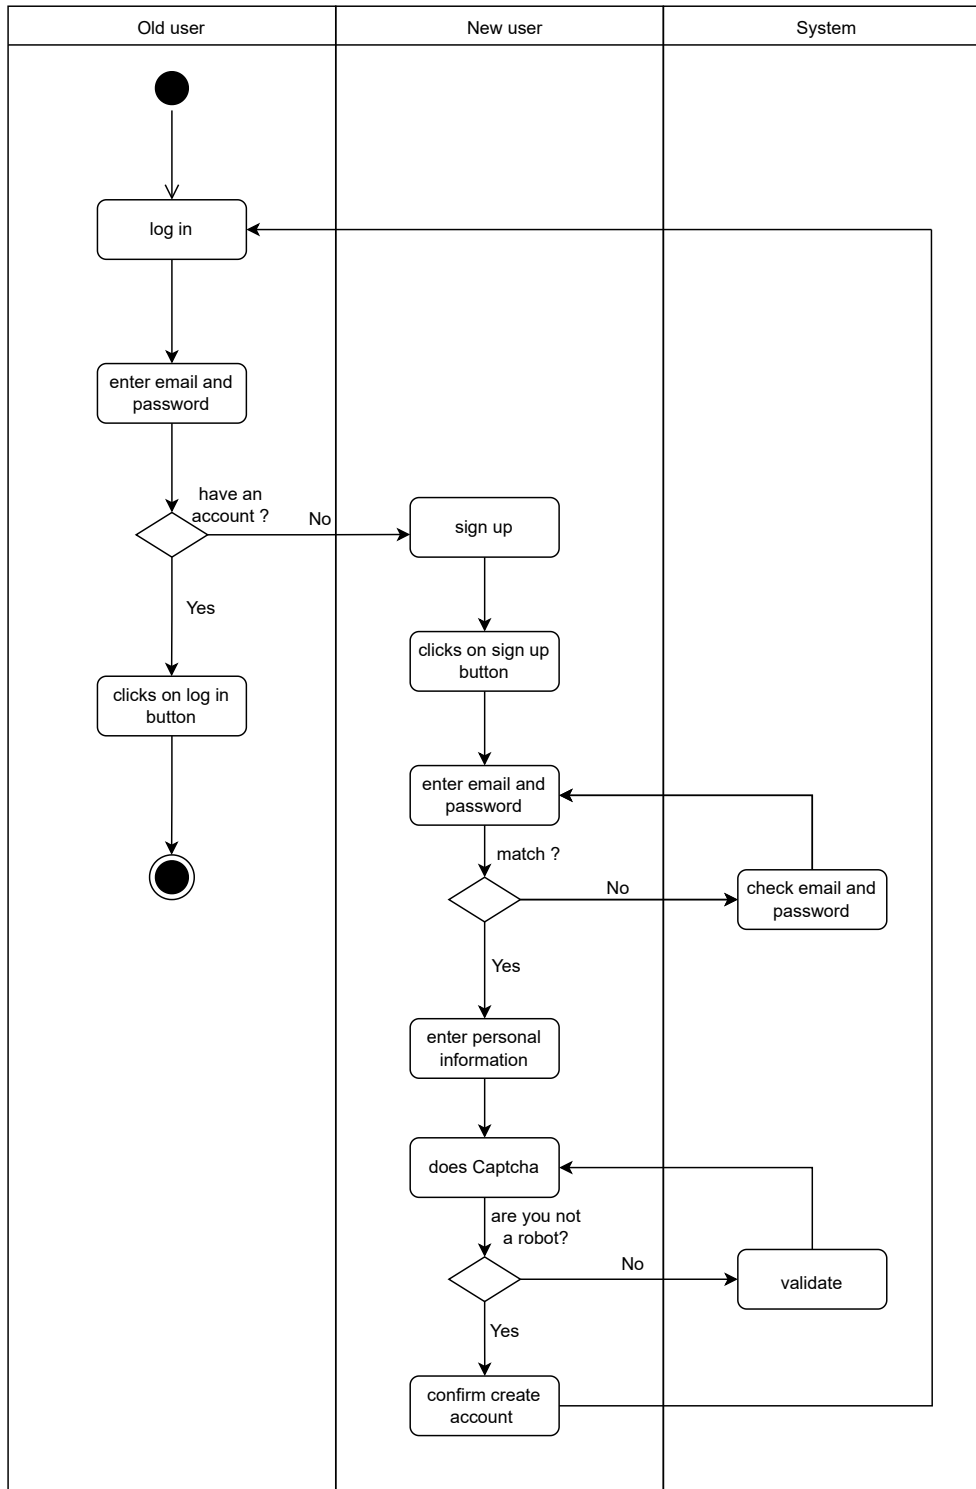 Old user
New user
System
log in
enter email and
password
have an
account ?
No
sign up
Yes
clicks on sign up
button
clicks on log in
button
enter email and
password
match ?
No
check email and
password
Yes
enter personal
information
does Captcha
are you not
a robot?
No
validate
Yes
confirm create
account